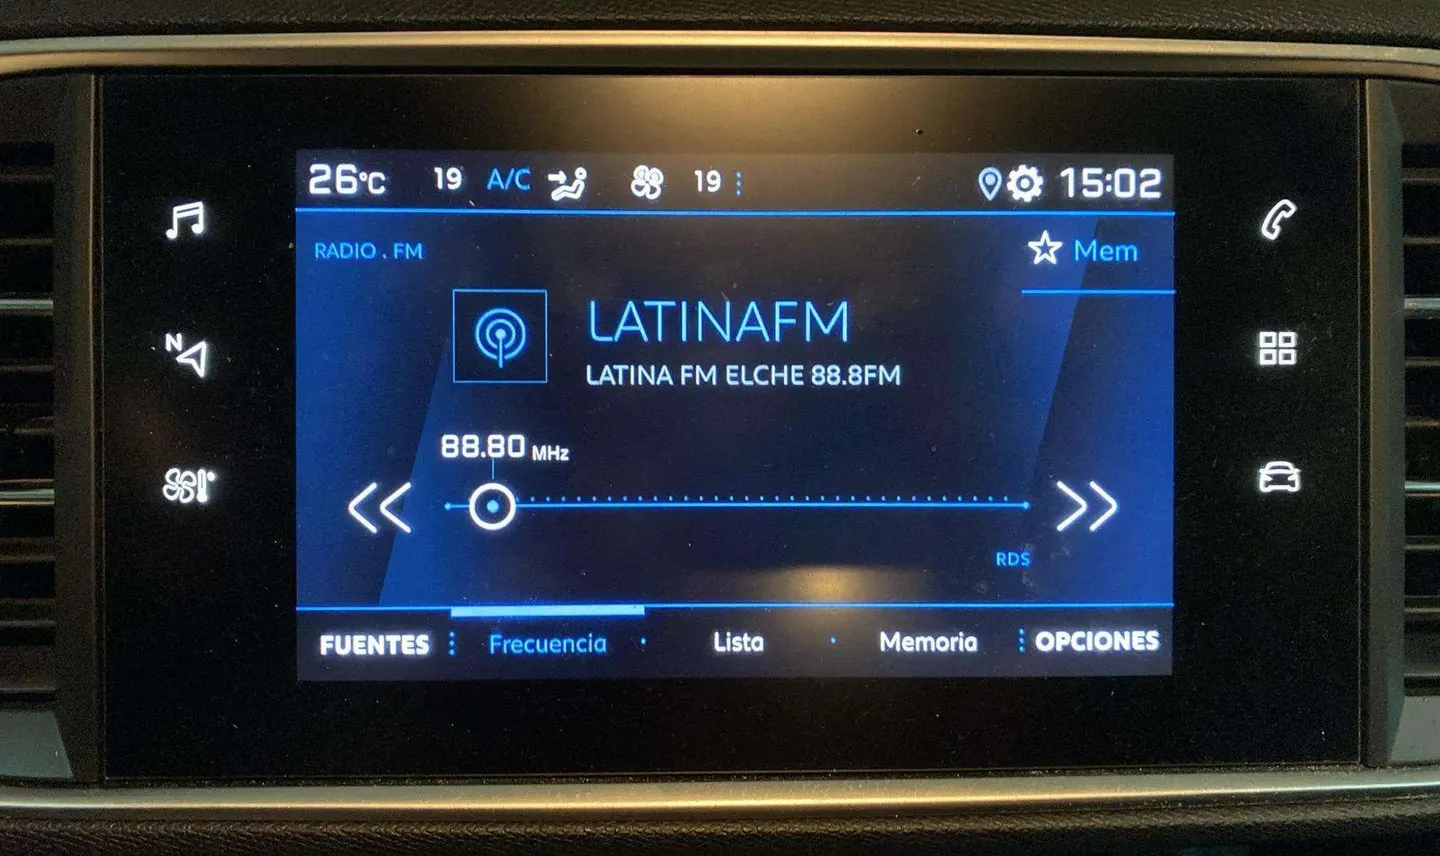 26°C 19 A/C 19 15:02
RADIO . FM
Mem
LATINAFM
LATINA FM ELCHE 88.8FM
88.80 MHz
RDS
FUENTES Frecuencia Lista Memoria OPCIONES
N